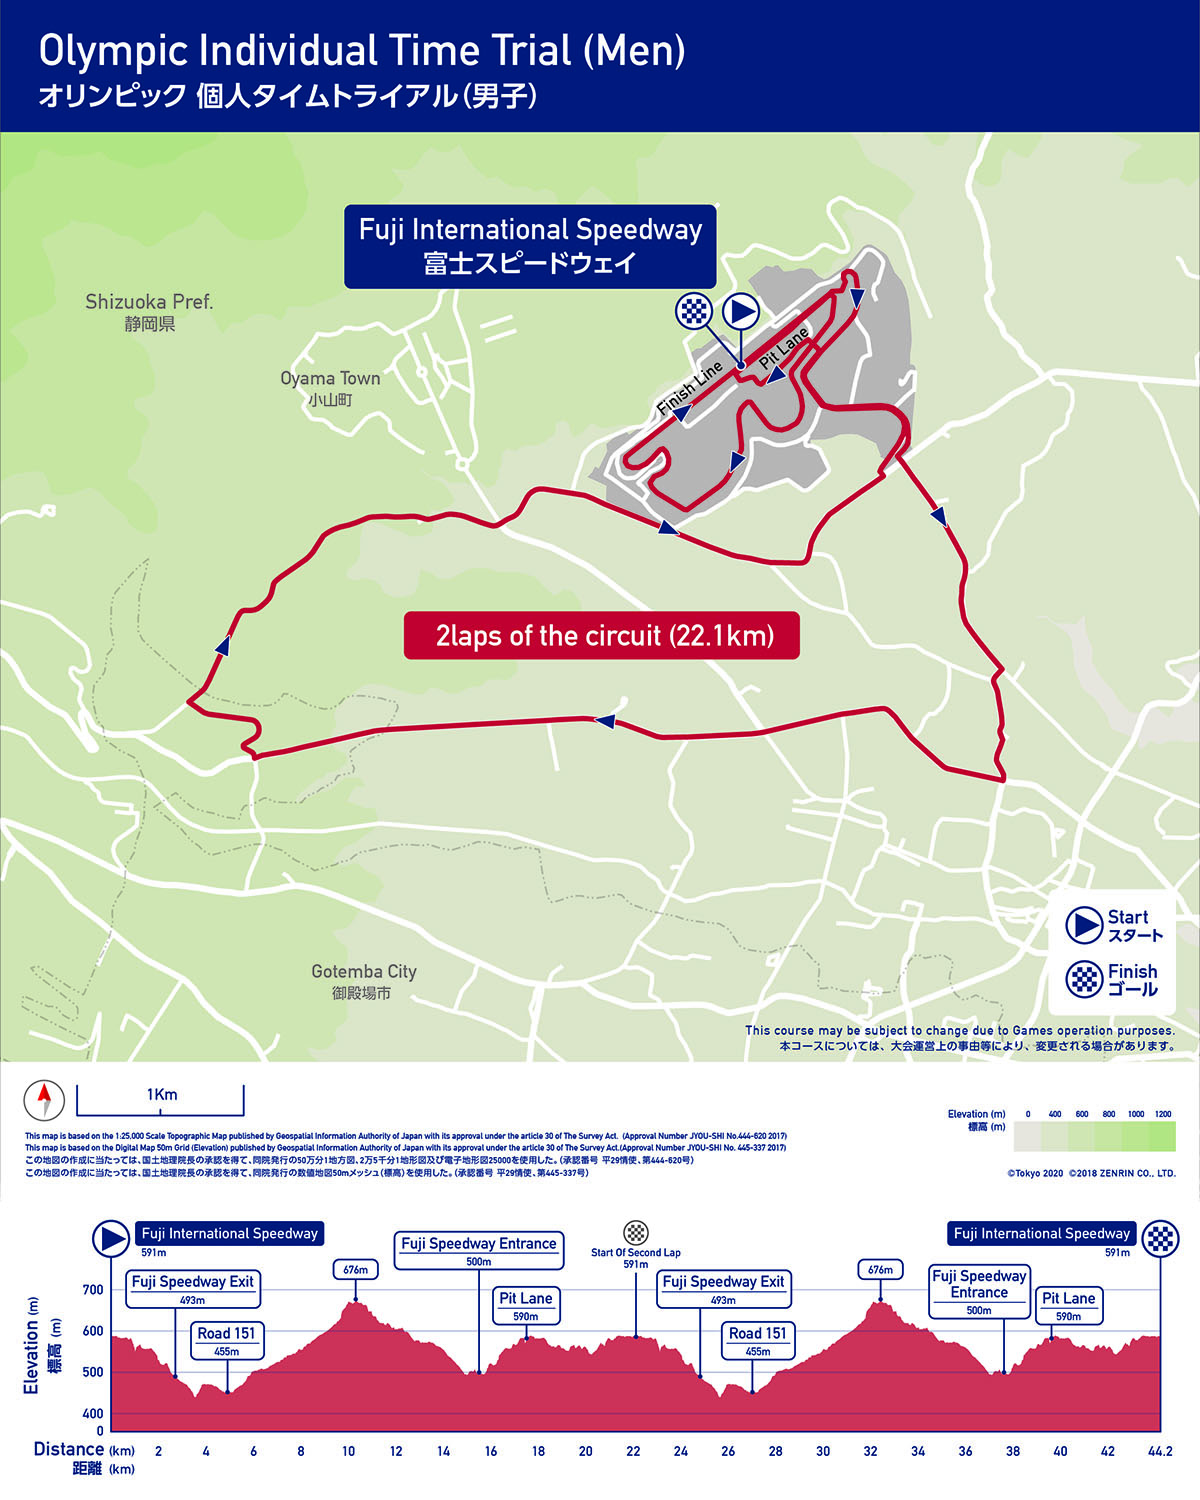 Olympic Individual Time Trial (Men)
オリンピック 個人タイムトライアル(男子)
Fuji International Speedway
富士スピードウェイ
Shizuoka Pref.
静岡県
Oyama Town
小山町
Pit Lane
Finish Line
2laps of the circuit (22.1km)
Gotemba City
御殿場市
Start
スタート
Finish
ゴール
This course may be subject to change due to Games operation purposes.
本コースについては、大会運営上の事由等により、変更される場合があります。
1Km
Elevation (m) 0 400 600 800 1000 1200
標高 (m)
This map is based on the 1:25,000 Scale Topographic Map published by Geospatial Information Authority of Japan with its approval under the article 30 of The Survey Act. (Approval Number JYOU-SHI No.444-620 2017)
This map is based on the Digital Map 50m Grid (Elevation) published by Geospatial Information Authority of Japan with its approval under the article 30 of The Survey Act.(Approval Number JYOU-SHI No. 445-337 2017)
この地図の作成に当たっては、国土地理院長の承認を得て、同院発行の50万分1地方図、2万5千分1地形図及び電子地形図25000を使用した。(承認番号 平29情使、第444-620号)
この地図の作成に当たっては、国土地理院長の承認を得て、同院発行の数値地図50mメッシュ(標高)を使用した。(承認番号 平29情使、第445-337号)
©Tokyo 2020 ©2018 ZENRIN CO., LTD.
Fuji International Speedway
591m
Fuji Speedway Exit
493m
Road 151
455m
676m
Fuji Speedway Entrance
500m
Pit Lane
590m
Start Of Second Lap
591m
Fuji Speedway Exit
493m
Road 151
455m
676m
Fuji Speedway
Entrance
500m
Pit Lane
590m
Fuji International Speedway
591m
Elevation (m)
標高 (m)
700
600
500
400
0
Distance (km) 2 4 6 8 10 12 14 16 18 20 22 24 26 28 30 32 34 36 38 40 42 44.2
距離 (km)